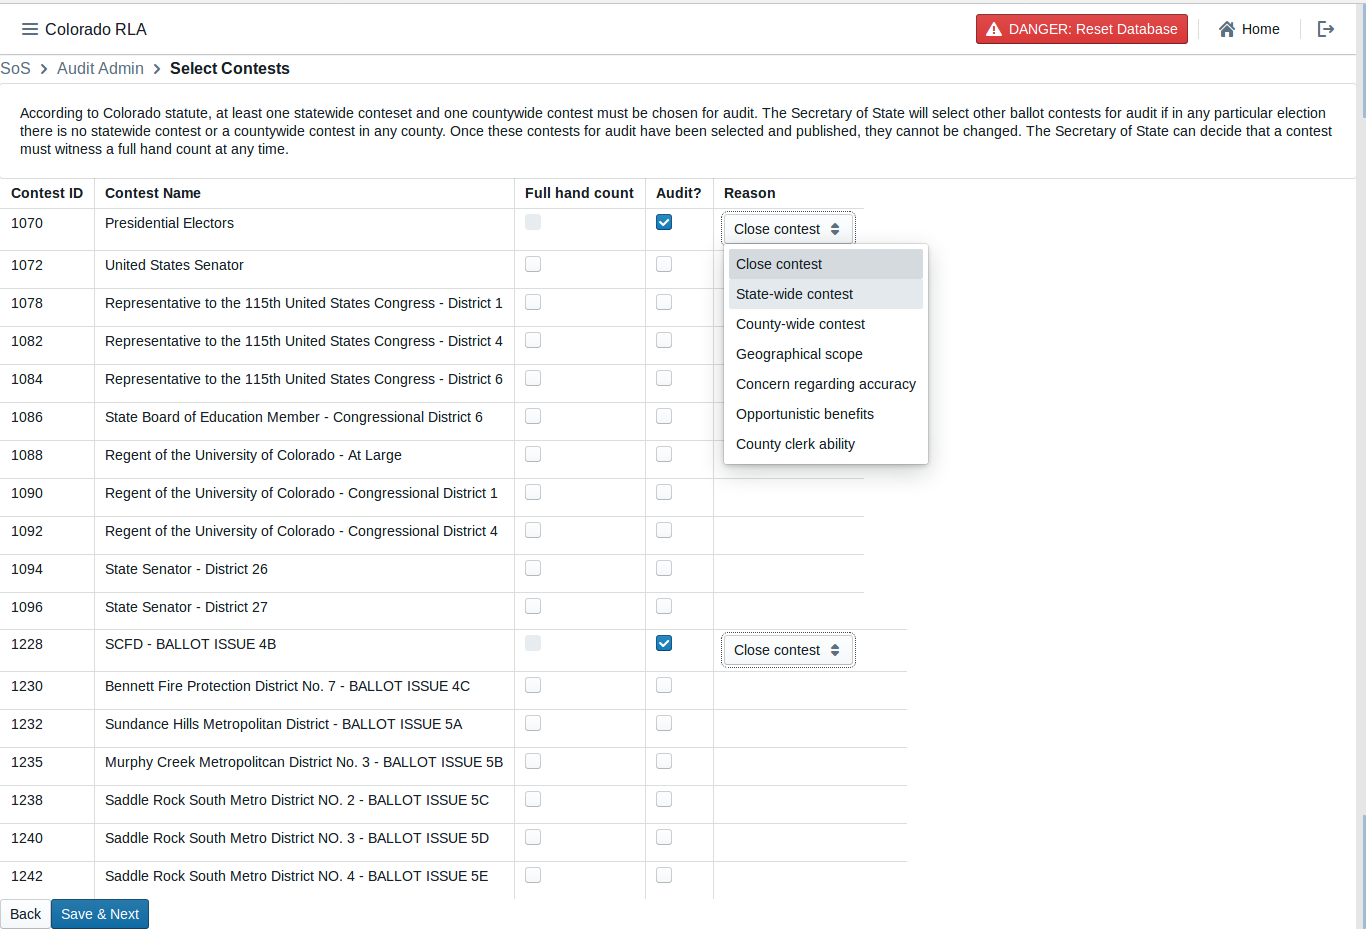 Colorado RLA
DANGER: Reset Database
Home
SoS > Audit Admin > Select Contests
According to Colorado statute, at least one statewide conteset and one countywide contest must be chosen for audit. The Secretary of State will select other ballot contests for audit if in any particular election
there is no statewide contest or a countywide contest in any county. Once these contests for audit have been selected and published, they cannot be changed. The Secretary of State can decide that a contest
must witness a full hand count at any time.
Contest ID Contest Name Full hand count Audit? Reason
1070 Presidential Electors Close contest
Close contest
State-wide contest
County-wide contest
Geographical scope
Concern regarding accuracy
Opportunistic benefits
County clerk ability
1072 United States Senator
1078 Representative to the 115th United States Congress - District 1
1082 Representative to the 115th United States Congress - District 4
1084 Representative to the 115th United States Congress - District 6
1086 State Board of Education Member - Congressional District 6
1088 Regent of the University of Colorado - At Large
1090 Regent of the University of Colorado - Congressional District 1
1092 Regent of the University of Colorado - Congressional District 4
1094 State Senator - District 26
1096 State Senator - District 27
1228 SCFD - BALLOT ISSUE 4B Close contest
1230 Bennett Fire Protection District No. 7 - BALLOT ISSUE 4C
1232 Sundance Hills Metropolitan District - BALLOT ISSUE 5A
1235 Murphy Creek Metropolitcan District No. 3 - BALLOT ISSUE 5B
1238 Saddle Rock South Metro District NO. 2 - BALLOT ISSUE 5C
1240 Saddle Rock South Metro District NO. 3 - BALLOT ISSUE 5D
1242 Saddle Rock South Metro District NO. 4 - BALLOT ISSUE 5E
Back Save & Next